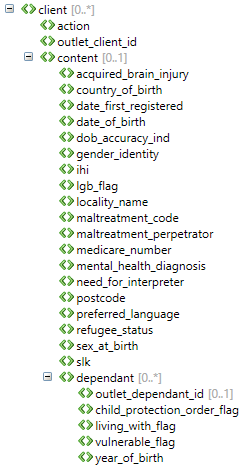 client [0..*]
action
outlet_client_id
content [0..1]
acquired_brain_injury
country_of_birth
date_first_registered
date_of_birth
dob_accuracy_ind
gender_identity
ihi
lgb_flag
locality_name
maltreatment_code
maltreatment_perpetrator
medicare_number
mental_health_diagnosis
need_for_interpreter
postcode
preferred_language
refugee_status
sex_at_birth
slk
dependant [0..*]
outlet_dependant_id [0..1]
child_protection_order_flag
living_with_flag
vulnerable_flag
year_of_birth